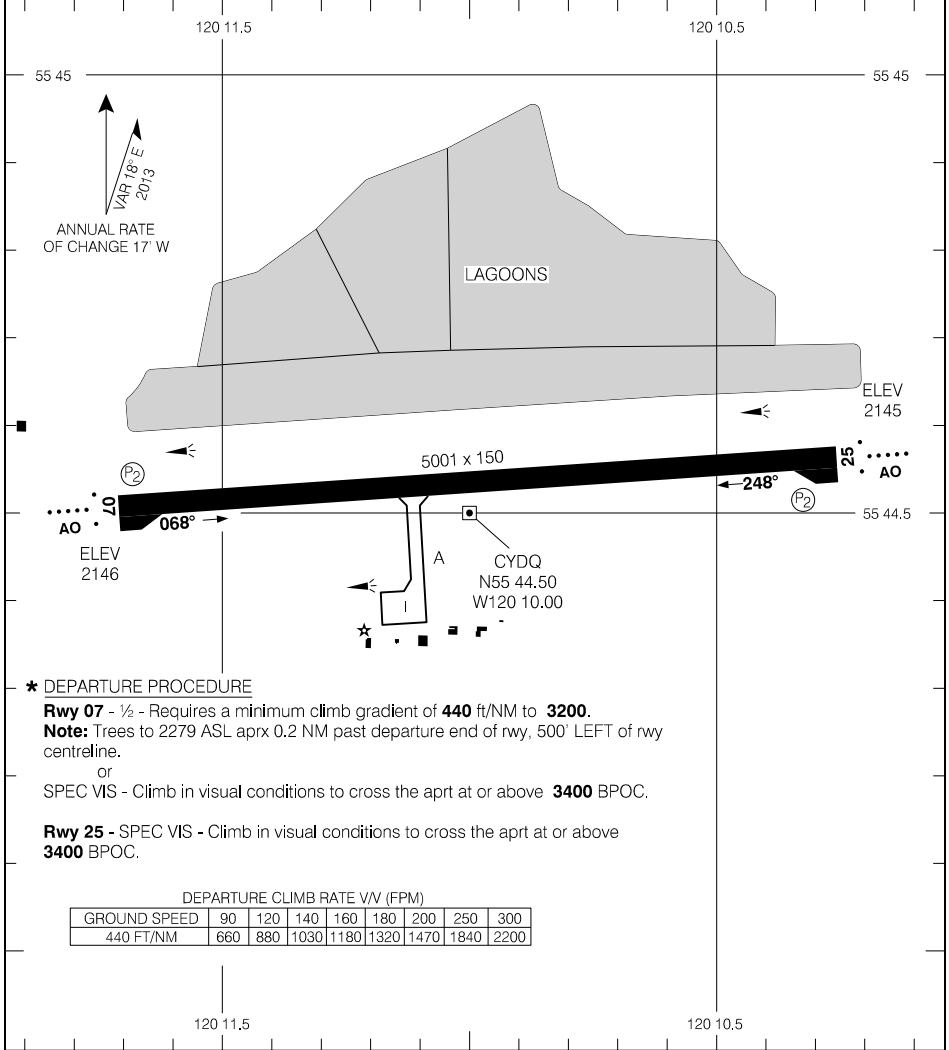 120 11.5 120 10.5
55 45 55 45
VAR 18° E
2013
ANNUAL RATE
OF CHANGE 17' W
LAGOONS
ELEV
2145
5001 x 150
P2
25
AO
07
248°
P2
AO
068°
55 44.5
ELEV
2146
A
CYDQ
N55 44.50
W120 10.00
I
* DEPARTURE PROCEDURE
Rwy 07 - ½ - Requires a minimum climb gradient of 440 ft/NM to 3200.
Note: Trees to 2279 ASL aprx 0.2 NM past departure end of rwy, 500' LEFT of rwy
centreline.
or
SPEC VIS - Climb in visual conditions to cross the aprt at or above 3400 BPOC.
Rwy 25 - SPEC VIS - Climb in visual conditions to cross the aprt at or above
3400 BPOC.
DEPARTURE CLIMB RATE V/V (FPM)
GROUND SPEED 90 120 140 160 180 200 250 300
440 FT/NM 660 880 1030 1180 1320 1470 1840 2200
120 11.5 120 10.5